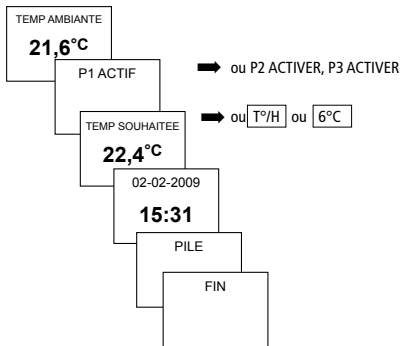 TEMP AMBIANTE
21,6°C
P1 ACTIF
ou P2 ACTIVER, P3 ACTIVER
TEMP SOUHAITEE
ou T°/H ou 6°C
22,4°C
02-02-2009
15:31
PILE
FIN